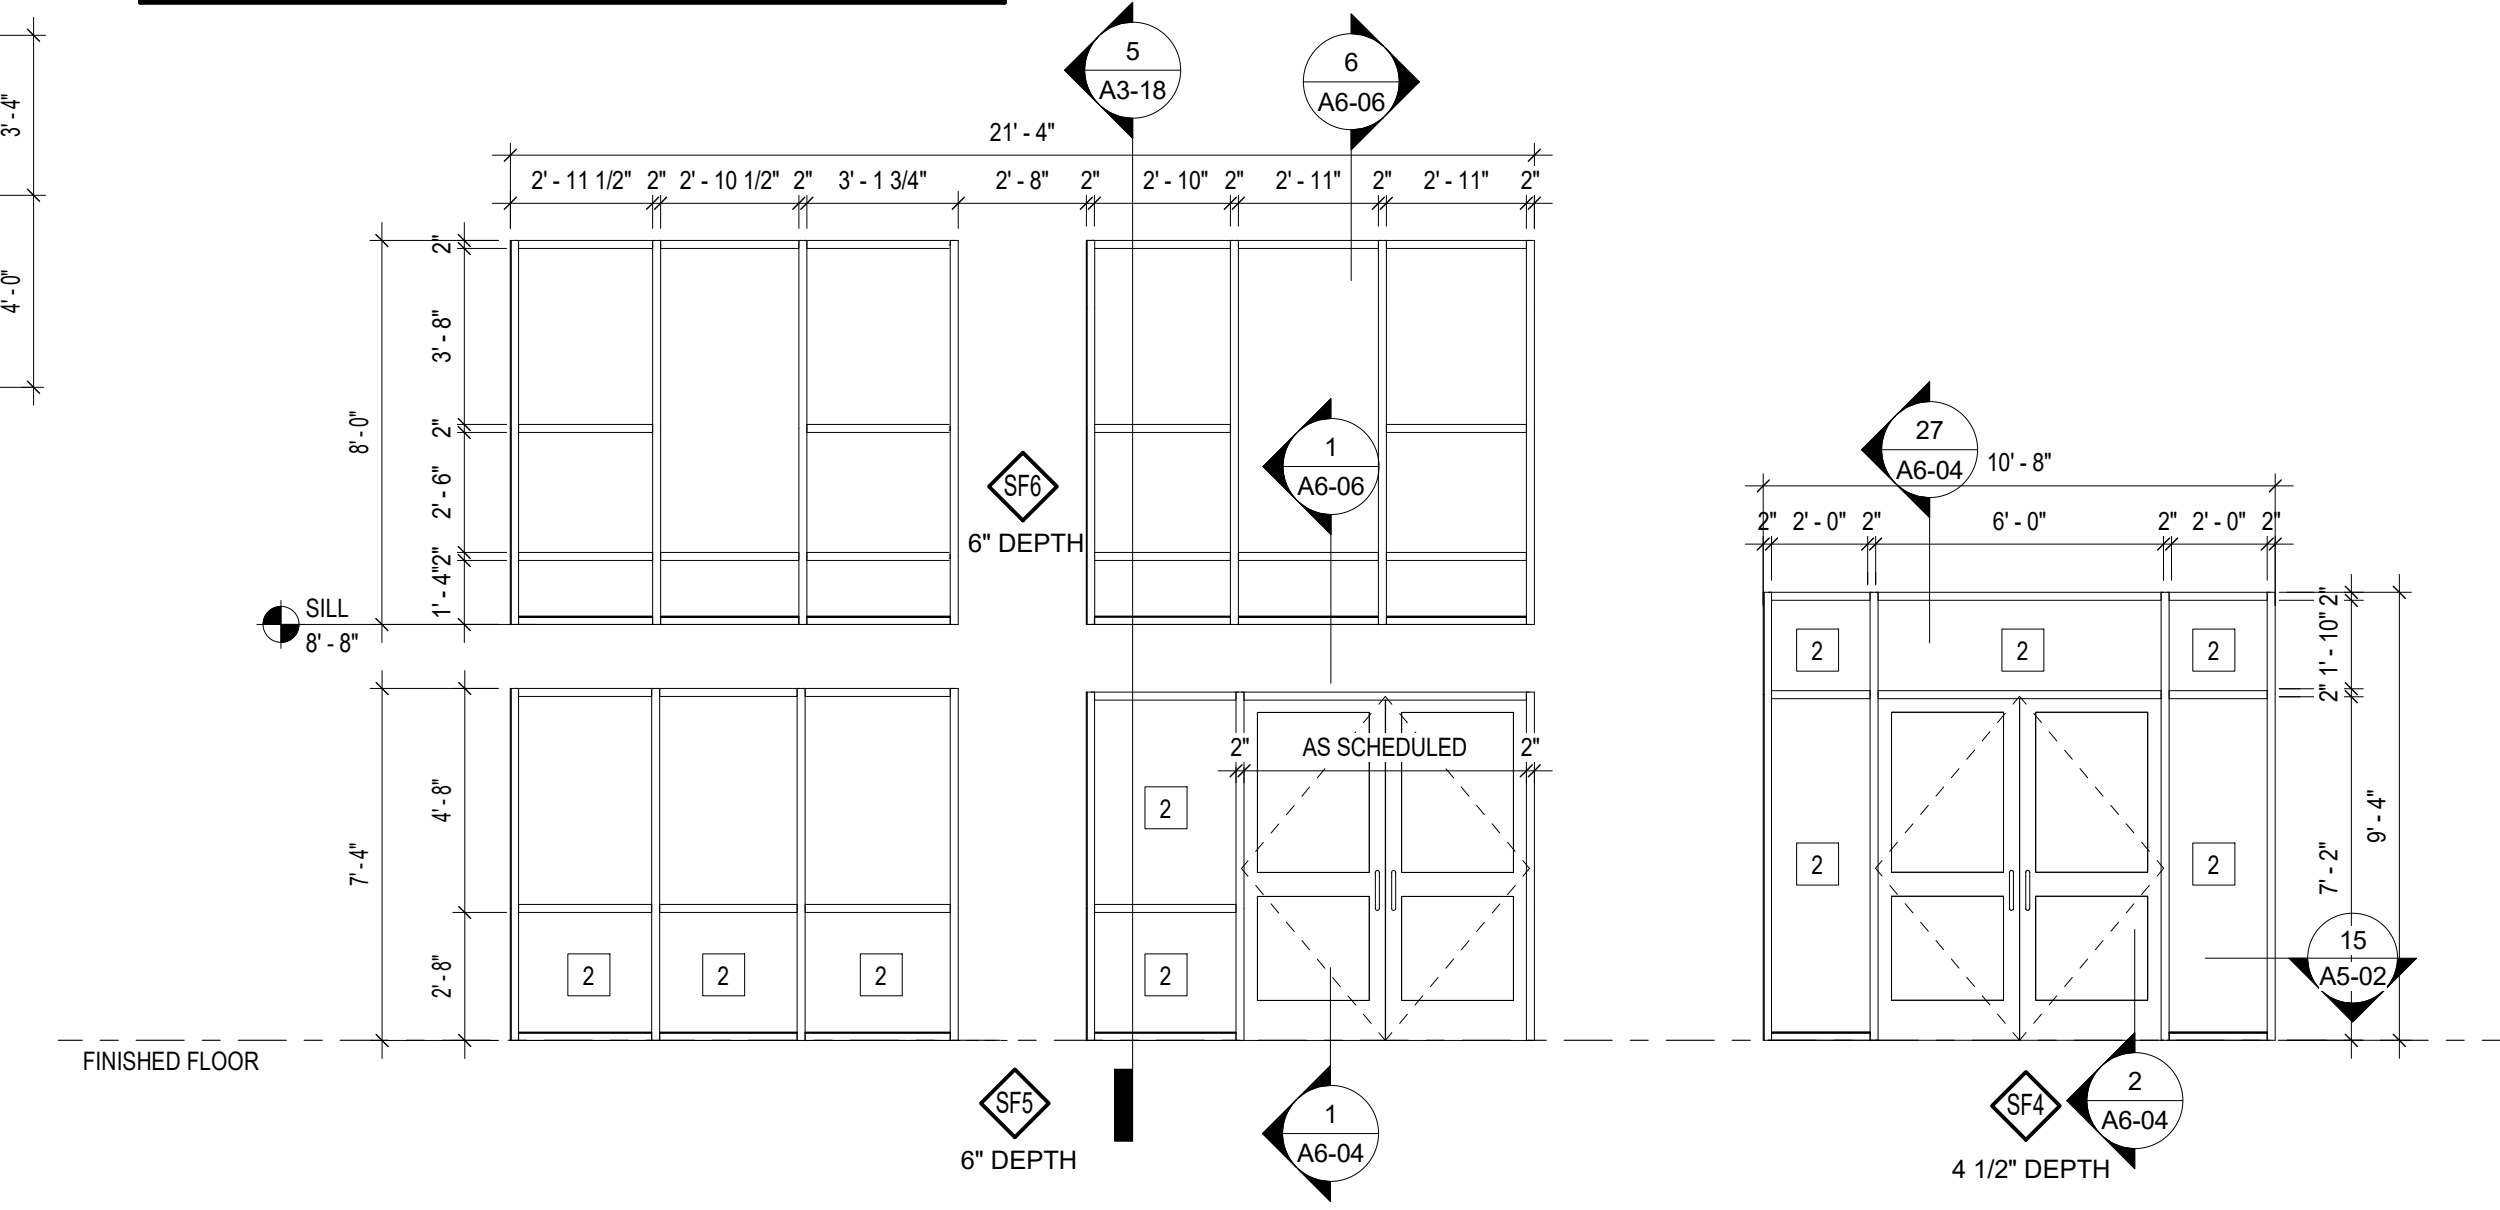 5
A3-18
6
A6-06
21' - 4"
2' - 11 1/2" 2" 2' - 10 1/2" 2" 3' - 1 3/4" 2' - 8" 2" 2' - 10" 2" 2' - 11" 2" 2' - 11" 2"
3' - 4"
4' - 0"
8' - 0"
2"
3' - 8"
2"
2' - 6"
2"
1' - 4"
SILL
8' - 8"
SF6
6" DEPTH
1
A6-06
27
A6-04
10' - 8"
2" 2' - 0" 2" 6' - 0" 2" 2' - 0" 2"
2"
1' - 10"
2"
7' - 2"
9' - 4"
2
2
2
2
2
7' - 4"
4' - 8"
2' - 8"
2" AS SCHEDULED 2"
2
2
2
2
2
15
A5-02
FINISHED FLOOR
SF5
6" DEPTH
1
A6-04
SF4
4 1/2" DEPTH
2
A6-04